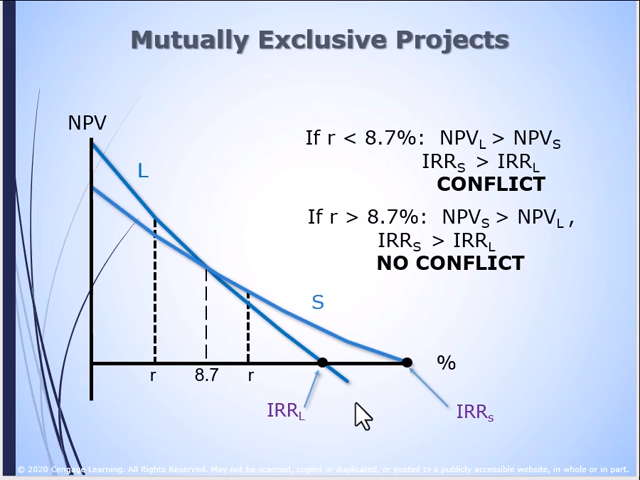 Mutually Exclusive Projects
NPV
If r < 8.7%: NPVL > NPVS
IRRS > IRRL
CONFLICT
L
If r > 8.7%: NPVS > NPVL ,
IRRS > IRRL
NO CONFLICT
S
%
r 8.7 r
IRRL
IRRs
© 2020 Cengage Learning. All Rights Reserved. May not be scanned, copied or duplicated, or posted to a publicly accessible website, in whole or in part.